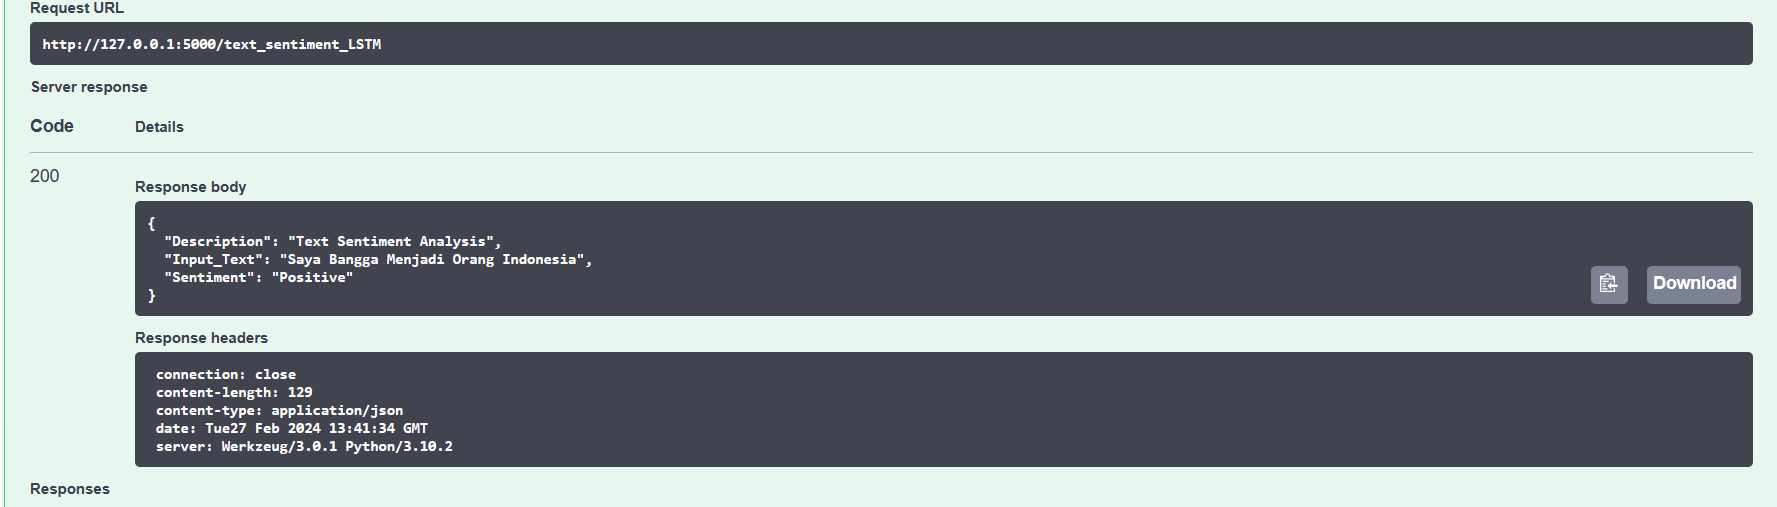 Request URL
http://127.0.0.1:5000/text_sentiment_LSTM
Server response
Code Details
200
Response body
{
  "Description": "Text Sentiment Analysis",
  "Input_Text": "Saya Bangga Menjadi Orang Indonesia",
  "Sentiment": "Positive"
}
Download
Response headers
connection: close
content-length: 129
content-type: application/json
date: Tue27 Feb 2024 13:41:34 GMT
server: Werkzeug/3.0.1 Python/3.10.2
Responses